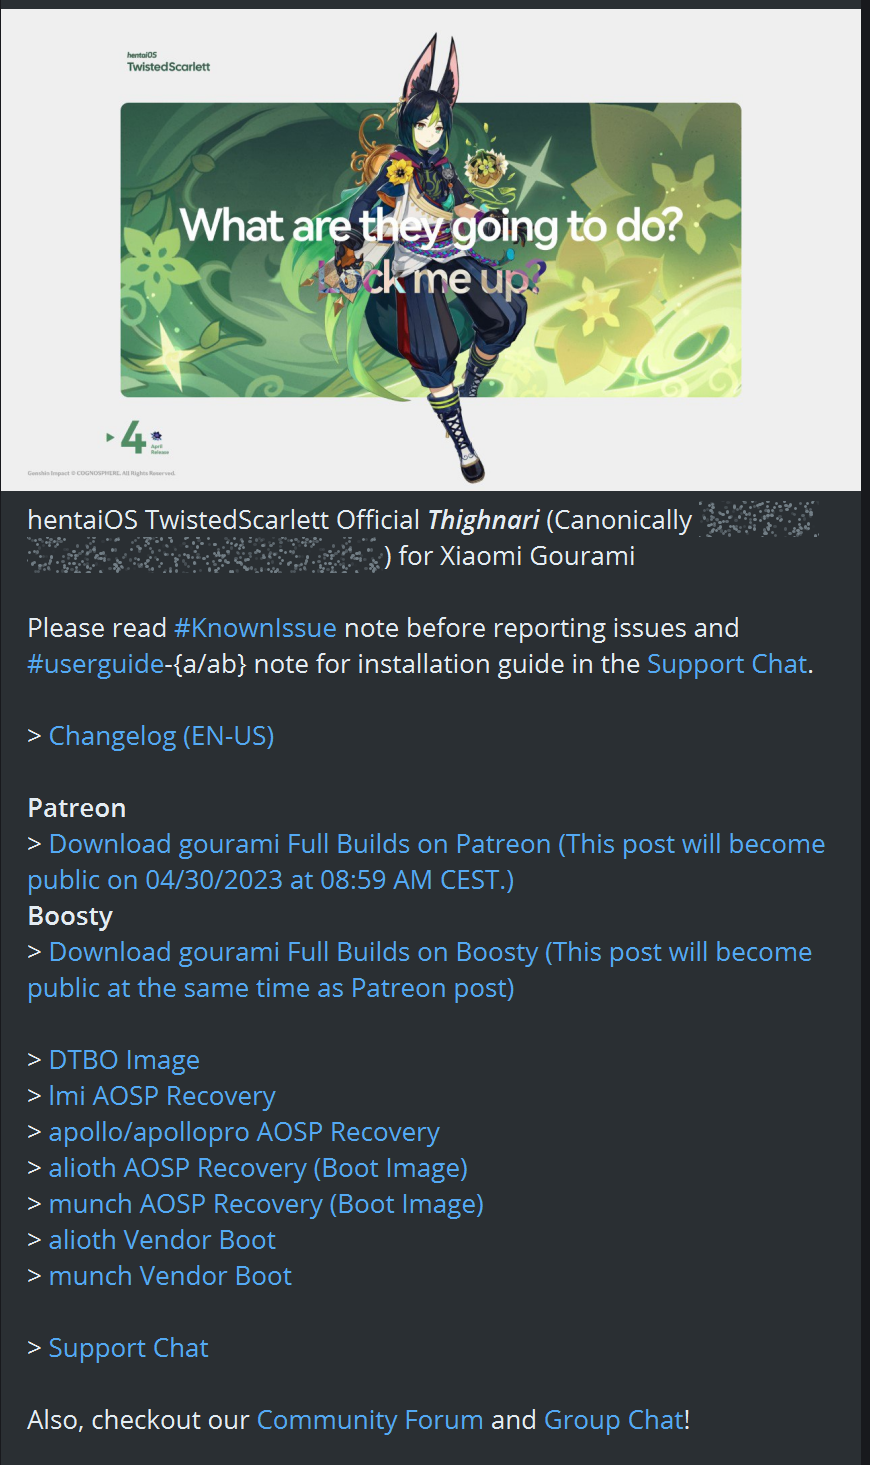 hentaiOS
TwistedScarlett
What are they going to do?
Lock me up?
4
April
Release
Genshin Impact © COGNOSPHERE. All Rights Reserved.
hentaiOS TwistedScarlett Official Thighnari (Canonically
) for Xiaomi Gourami
Please read #KnownIssue note before reporting issues and
#userguide-{a/ab} note for installation guide in the Support Chat.
> Changelog (EN-US)
Patreon
> Download gourami Full Builds on Patreon (This post will become
public on 04/30/2023 at 08:59 AM CEST.)
Boosty
> Download gourami Full Builds on Boosty (This post will become
public at the same time as Patreon post)
> DTBO Image
> lmi AOSP Recovery
> apollo/apollopro AOSP Recovery
> alioth AOSP Recovery (Boot Image)
> munch AOSP Recovery (Boot Image)
> alioth Vendor Boot
> munch Vendor Boot
> Support Chat
Also, checkout our Community Forum and Group Chat!